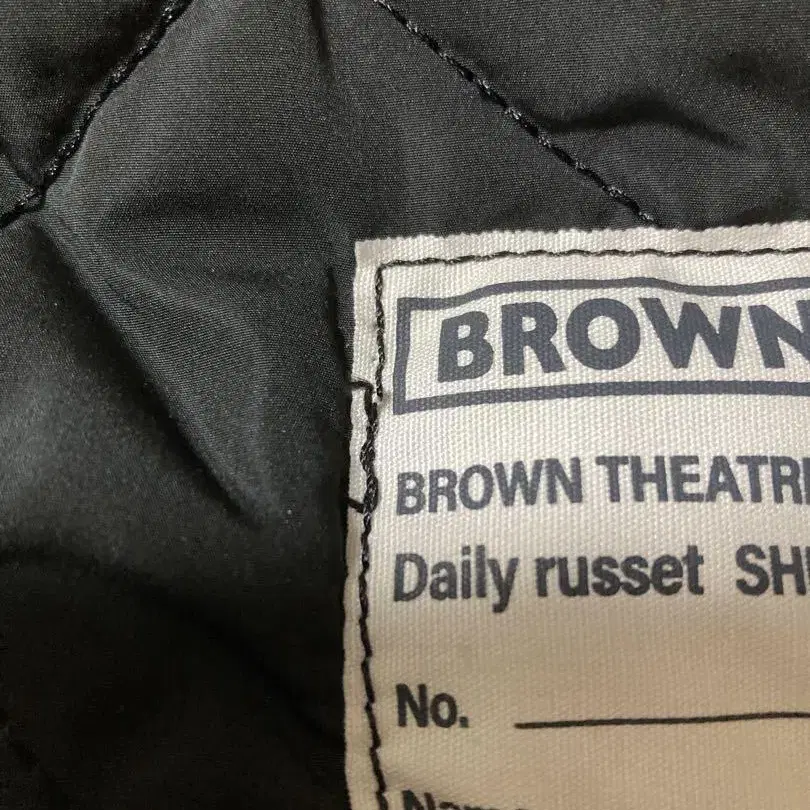 BROWN
BROWN THEATR
Daily russet SH
No.